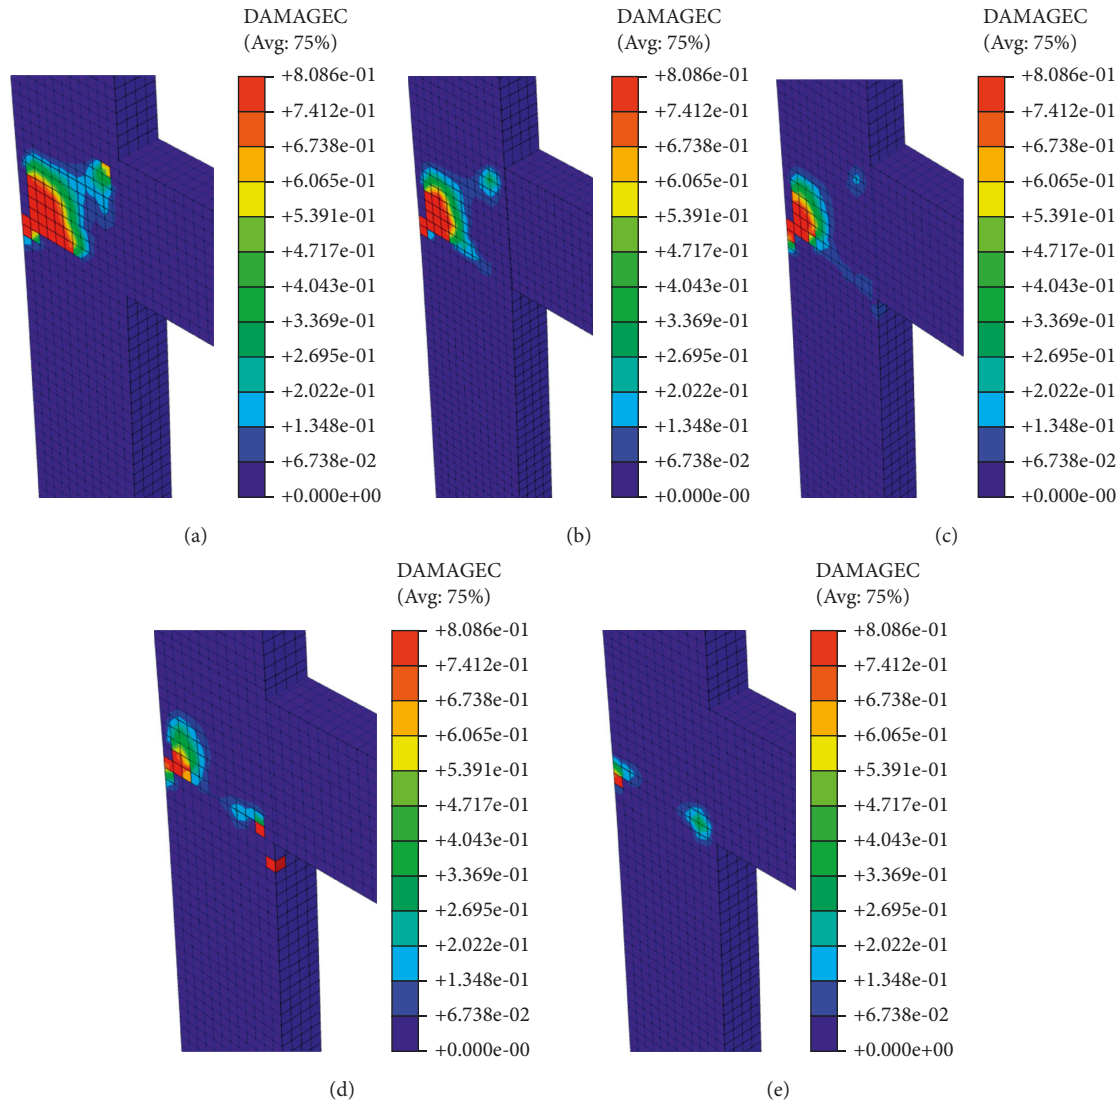 DAMAGEC
(Avg: 75%)
+8.086e-01
+7.412e-01
+6.738e-01
+6.065e-01
+5.391e-01
+4.717e-01
+4.043e-01
+3.369e-01
+2.695e-01
+2.022e-01
+1.348e-01
+6.738e-02
+0.000e+00
(a)
DAMAGEC
(Avg: 75%)
+8.086e-01
+7.412e-01
+6.738e-01
+6.065e-01
+5.391e-01
+4.717e-01
+4.043e-01
+3.369e-01
+2.695e-01
+2.022e-01
+1.348e-01
+6.738e-02
+0.000e-00
(b)
DAMAGEC
(Avg: 75%)
+8.086e-01
+7.412e-01
+6.738e-01
+6.065e-01
+5.391e-01
+4.717e-01
+4.043e-01
+3.369e-01
+2.695e-01
+2.022e-01
+1.348e-01
+6.738e-02
+0.000e-00
(c)
DAMAGEC
(Avg: 75%)
+8.086e-01
+7.412e-01
+6.738e-01
+6.065e-01
+5.391e-01
+4.717e-01
+4.043e-01
+3.369e-01
+2.695e-01
+2.022e-01
+1.348e-01
+6.738e-02
+0.000e-00
(d)
DAMAGEC
(Avg: 75%)
+8.086e-01
+7.412e-01
+6.738e-01
+6.065e-01
+5.391e-01
+4.717e-01
+4.043e-01
+3.369e-01
+2.695e-01
+2.022e-01
+1.348e-01
+6.738e-02
+0.000e+00
(e)